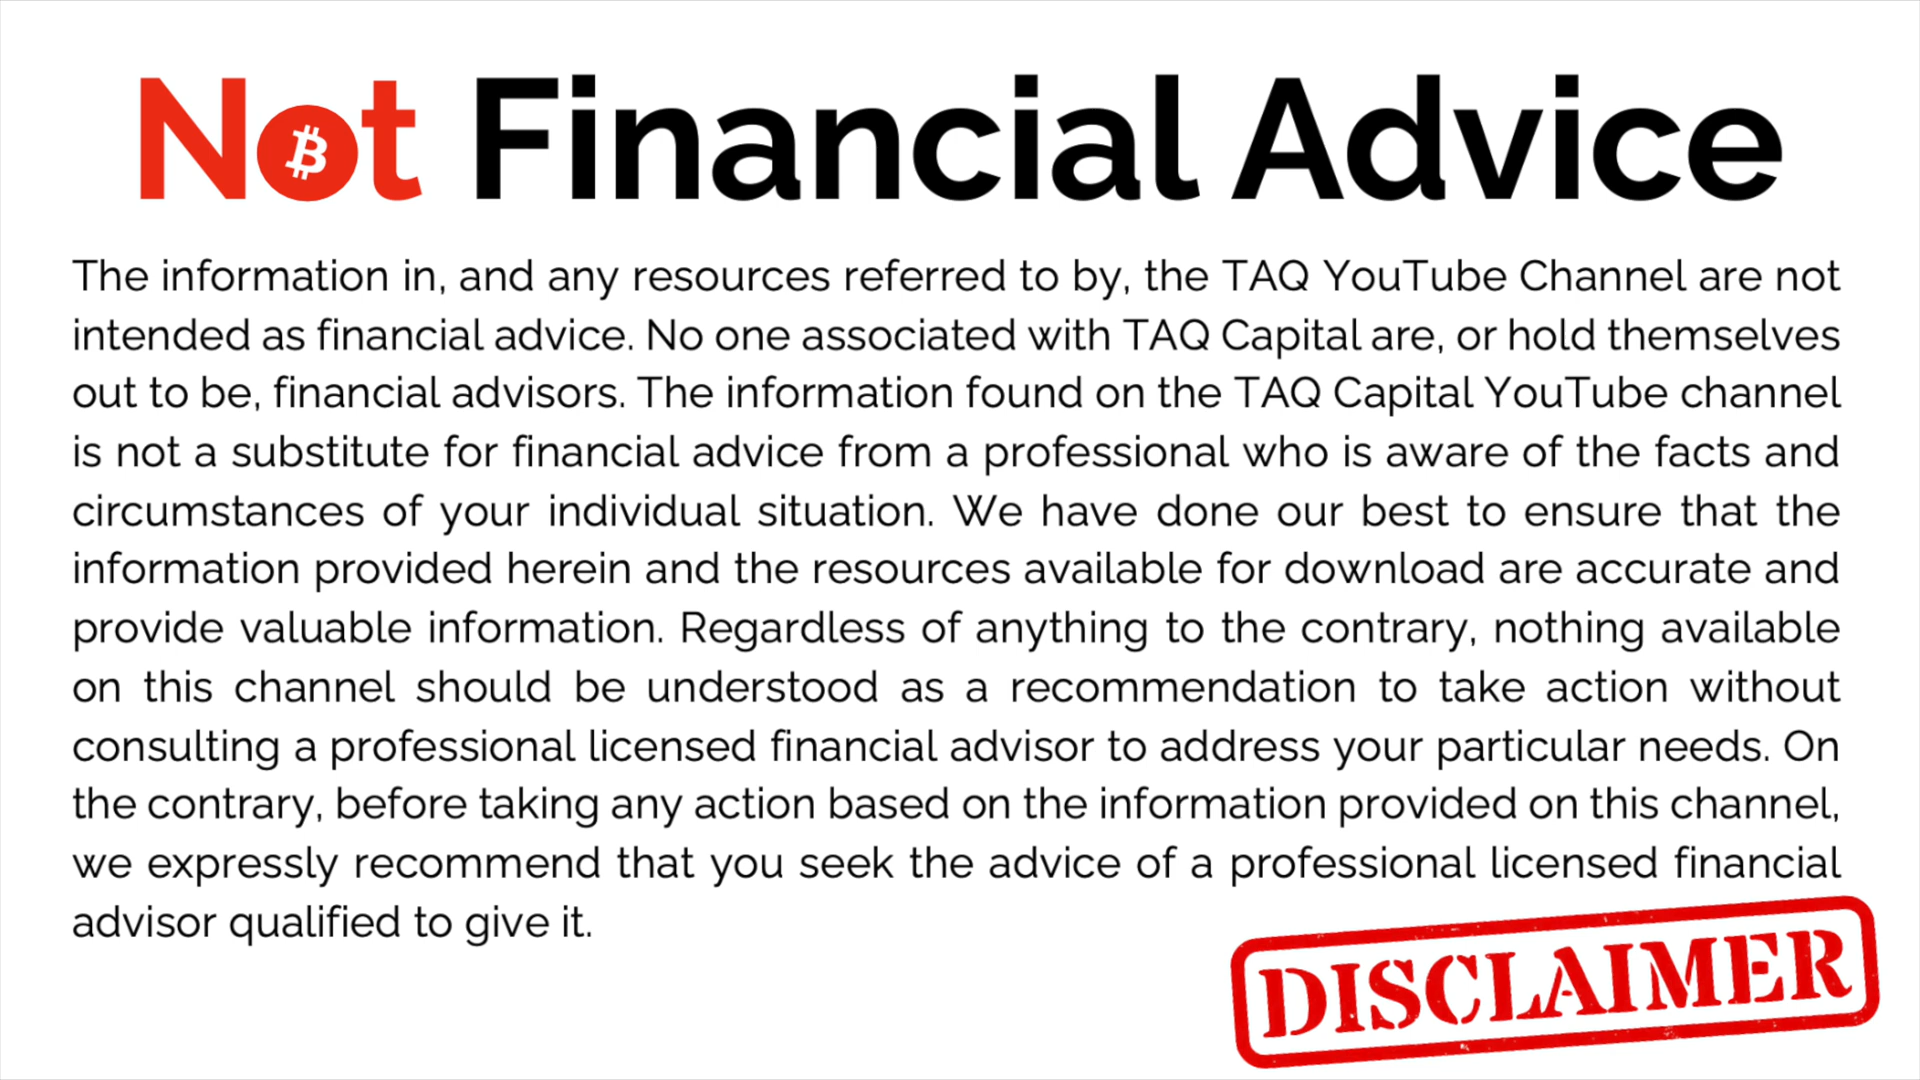 Not Financial Advice
The information in, and any resources referred to by, the TAQ YouTube Channel are not
intended as financial advice. No one associated with TAQ Capital are, or hold themselves
out to be, financial advisors. The information found on the TAQ Capital YouTube channel
is not a substitute for financial advice from a professional who is aware of the facts and
circumstances of your individual situation. We have done our best to ensure that the
information provided herein and the resources available for download are accurate and
provide valuable information. Regardless of anything to the contrary, nothing available
on this channel should be understood as a recommendation to take action without
consulting a professional licensed financial advisor to address your particular needs. On
the contrary, before taking any action based on the information provided on this channel,
we expressly recommend that you seek the advice of a professional licensed financial
advisor qualified to give it.
DISCLAIMER